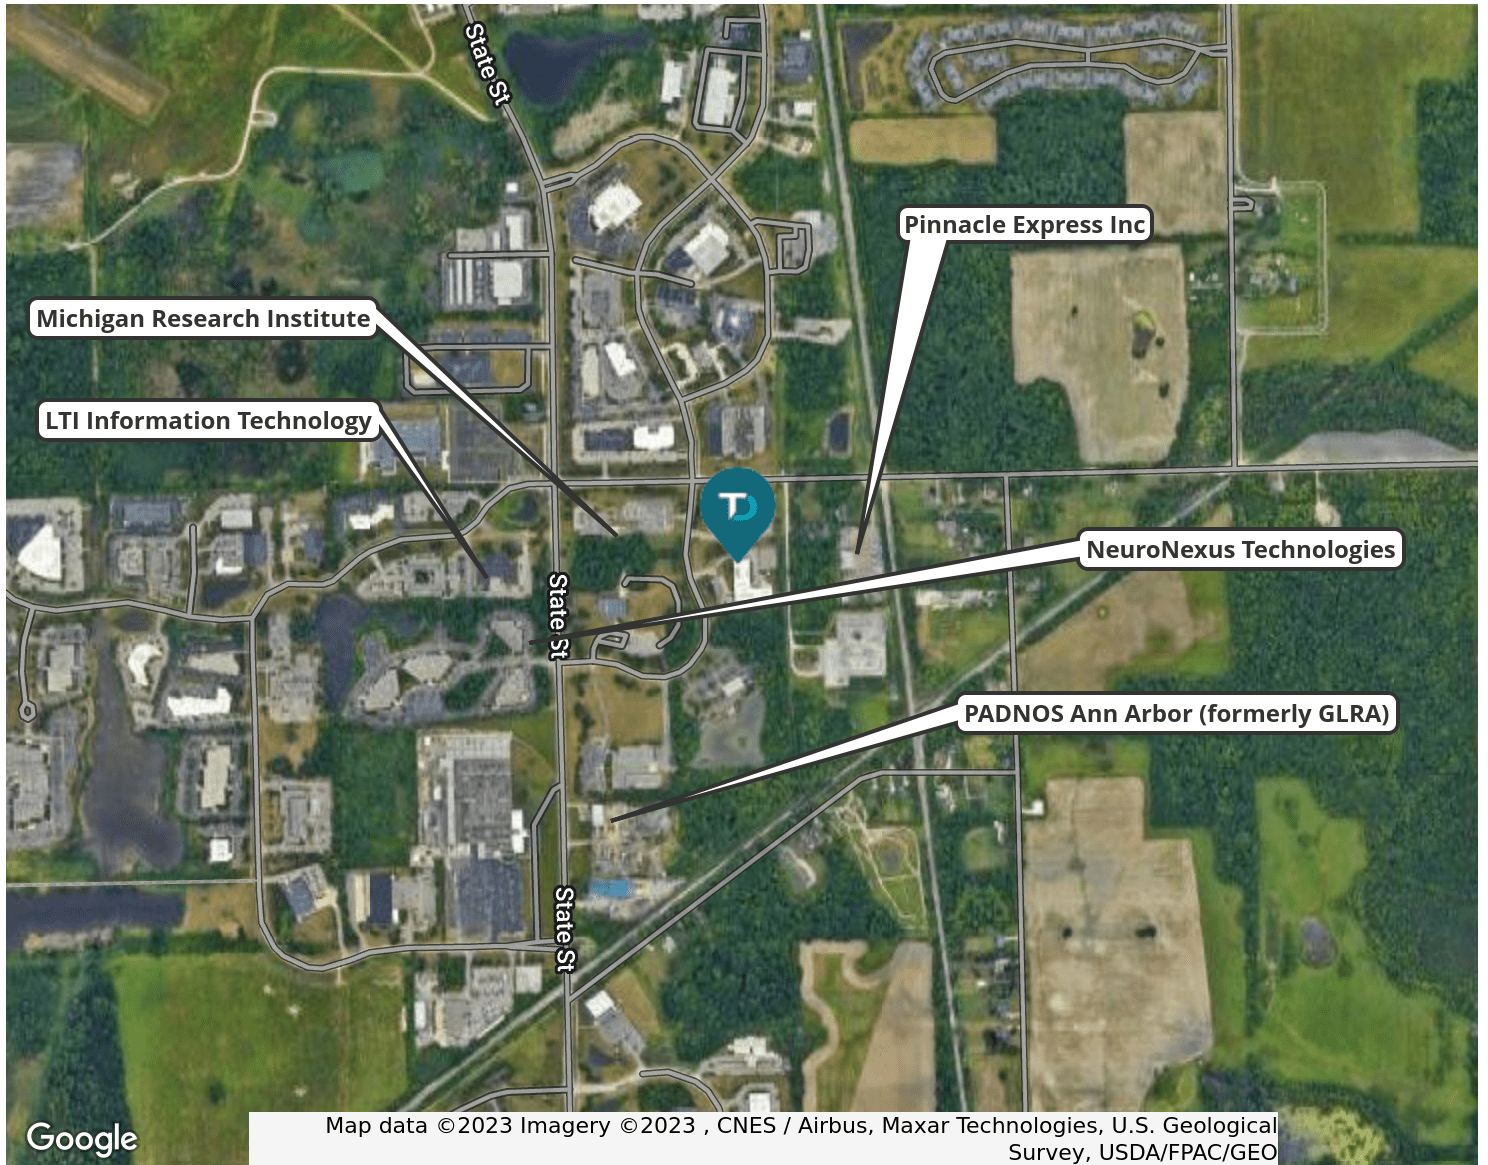 State St
Pinnacle Express Inc
Michigan Research Institute
LTI Information Technology
TD
NeuroNexus Technologies
State St
PADNOS Ann Arbor (formerly GLRA)
State St
Google
Map data ©2023 Imagery ©2023 , CNES / Airbus, Maxar Technologies, U.S. Geological
Survey, USDA/FPAC/GEO